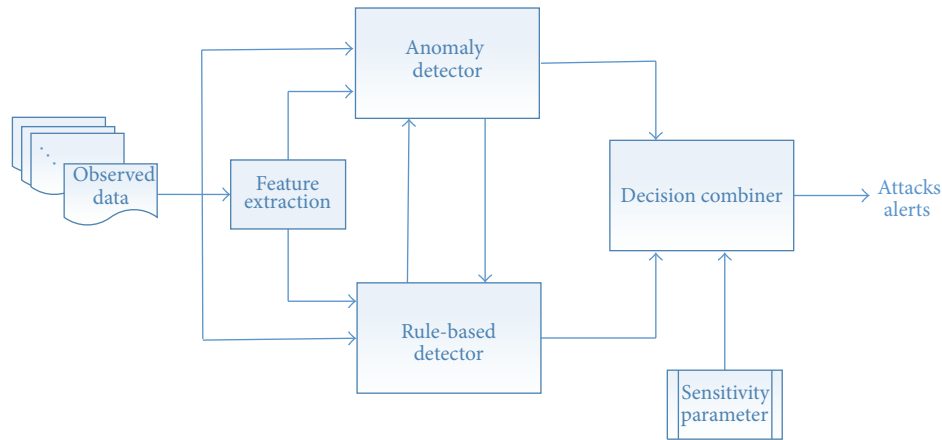 Anomaly
detector
Observed
data
Feature
extraction
Decision combiner
Attacks
alerts
Rule-based
detector
Sensitivity
parameter